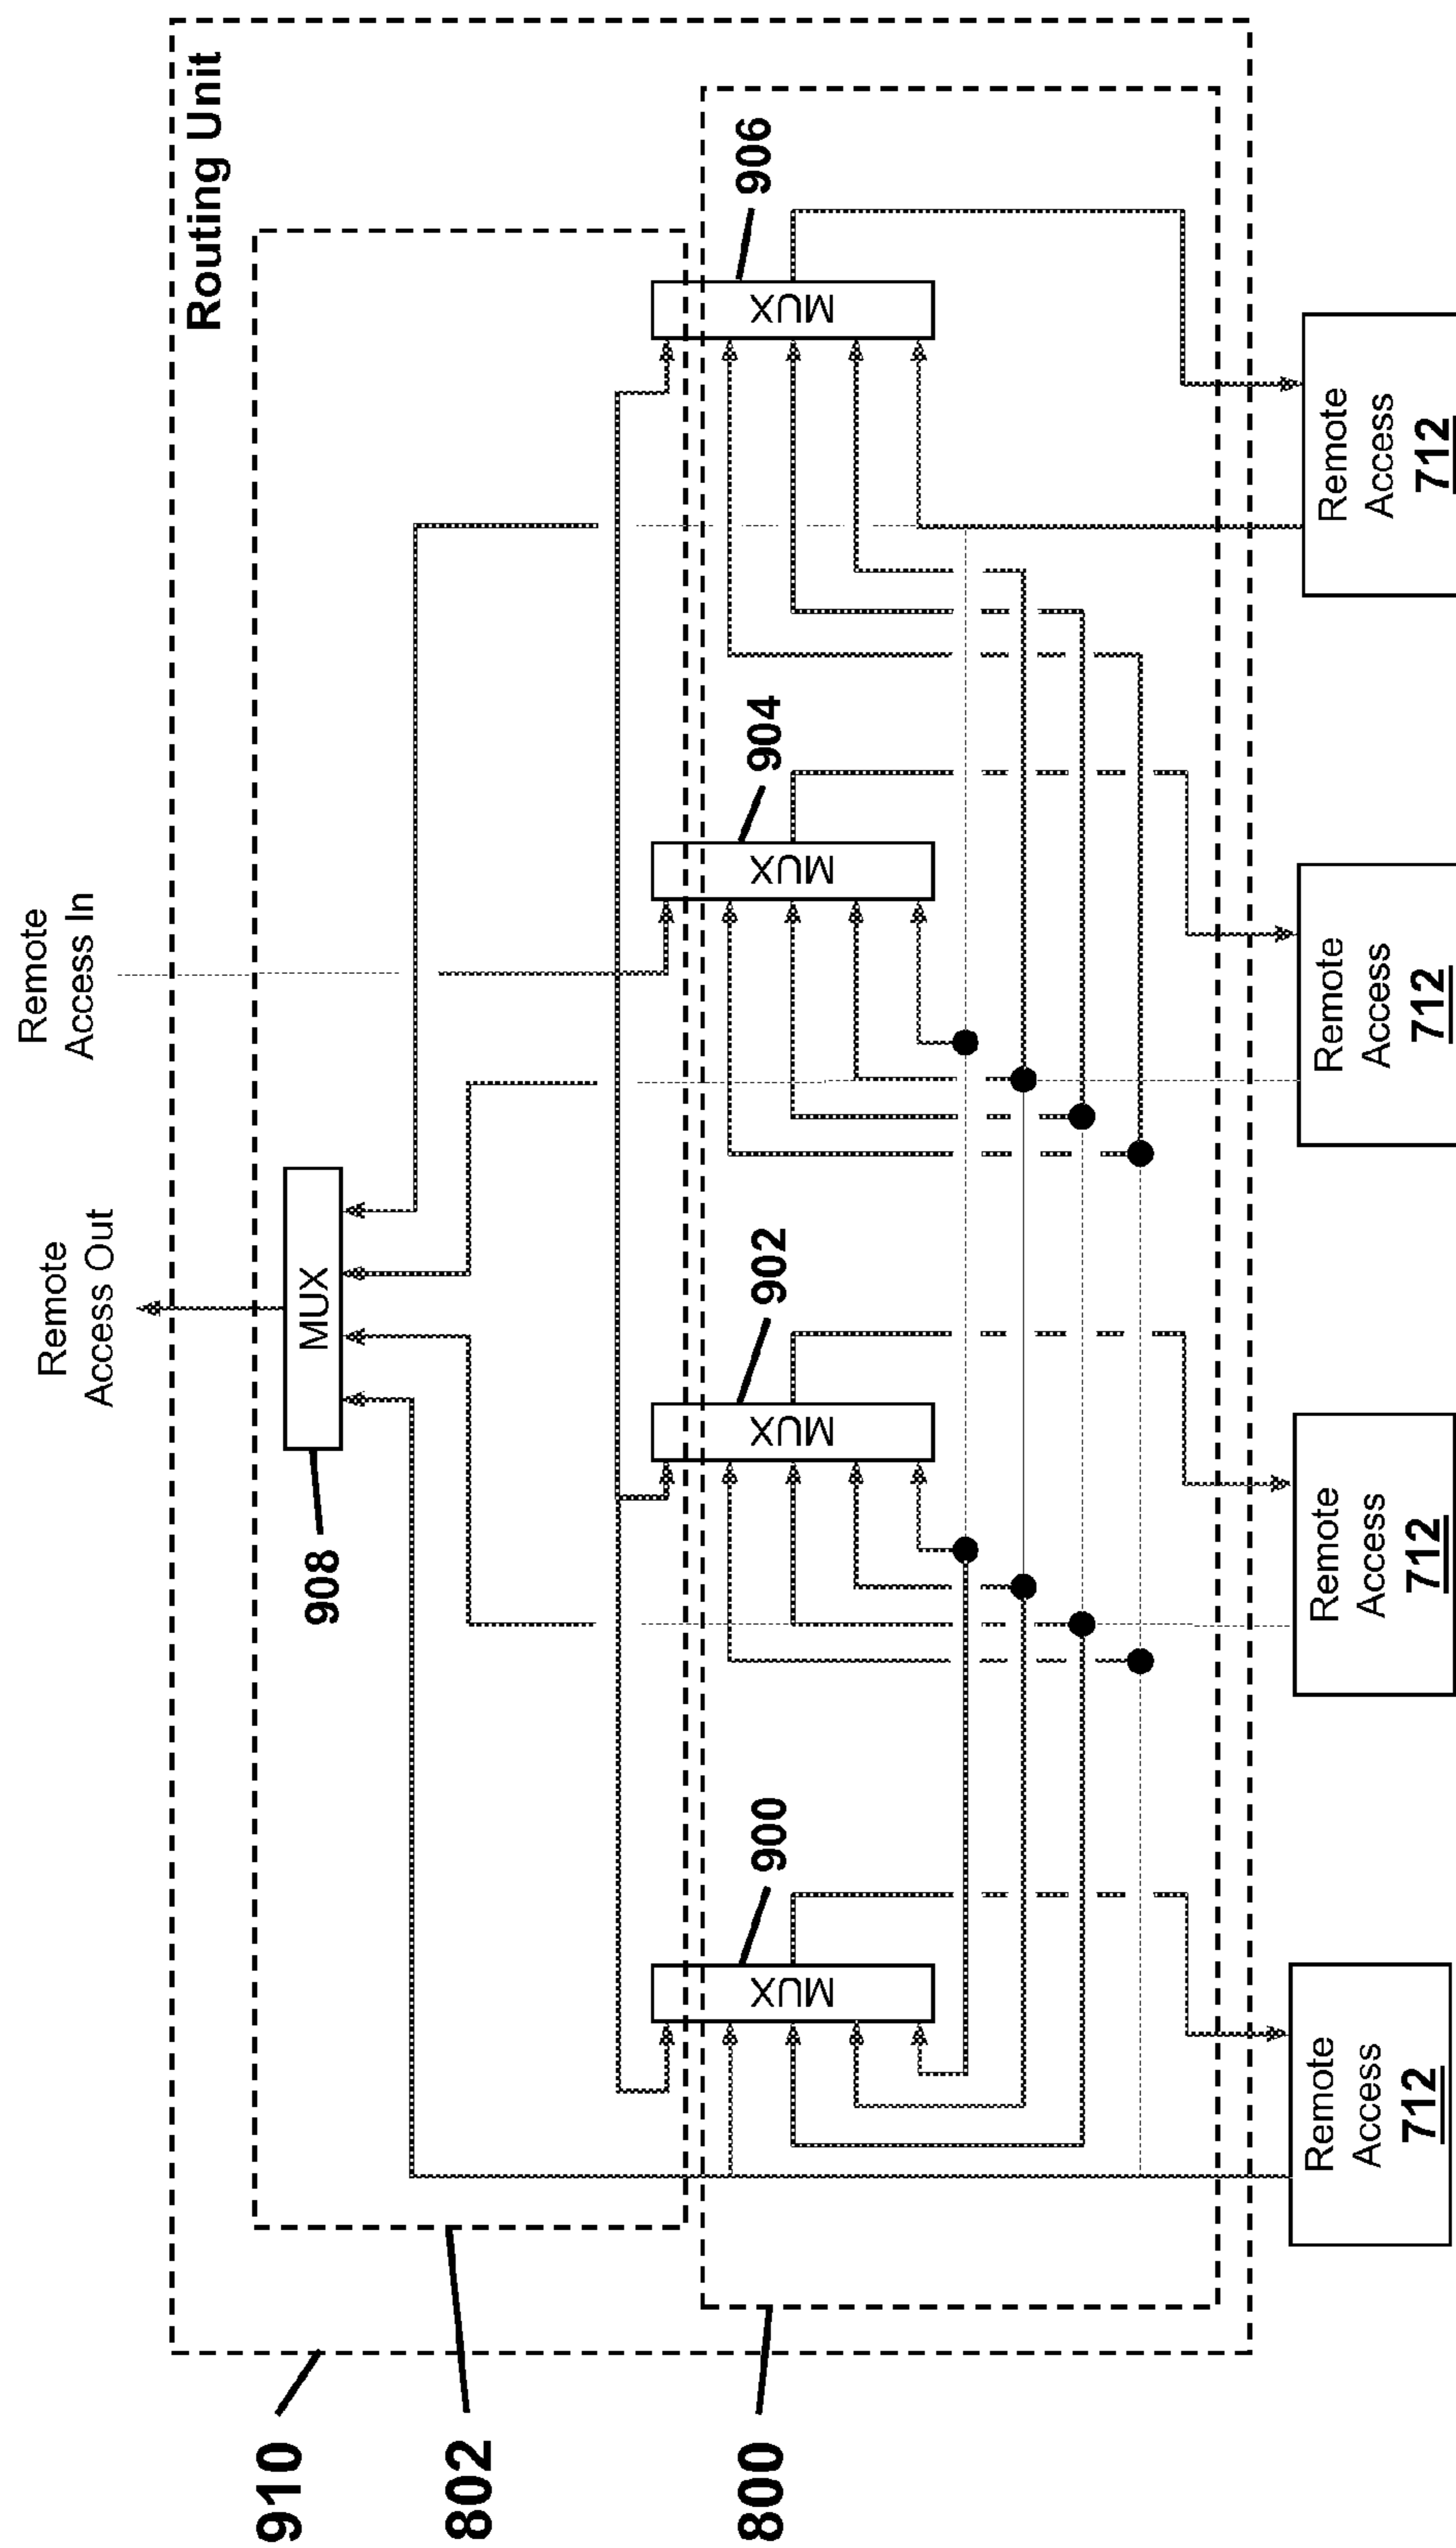 910
802
800
Routing Unit
Remote
Access Out
Remote
Access In
908
MUX
900
MUX
902
MUX
904
MUX
906
MUX
Remote
Access
712
Remote
Access
712
Remote
Access
712
Remote
Access
712